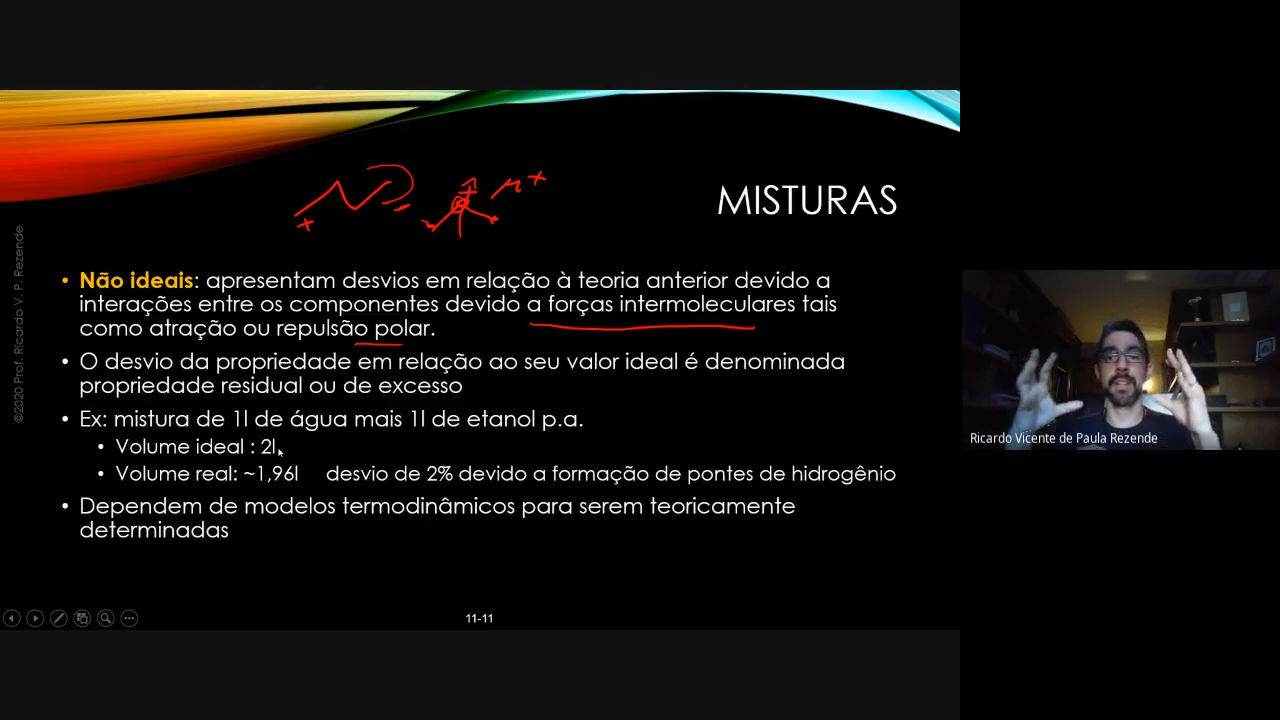 MISTURAS
• Não ideais: apresentam desvios em relação à teoria anterior devido a
interações entre os componentes devido a forças intermoleculares tais
como atração ou repulsão polar.
• O desvio da propriedade em relação ao seu valor ideal é denominada
propriedade residual ou de excesso
• Ex: mistura de 1l de água mais 1l de etanol p.a.
• Volume ideal : 2l
• Volume real: ~1,96l desvio de 2% devido a formação de pontes de hidrogênio
• Dependem de modelos termodinâmicos para serem teoricamente
determinadas
11-11
©2020 Prof. Ricardo V. P. Rezende
Ricardo Vicente de Paula Rezende